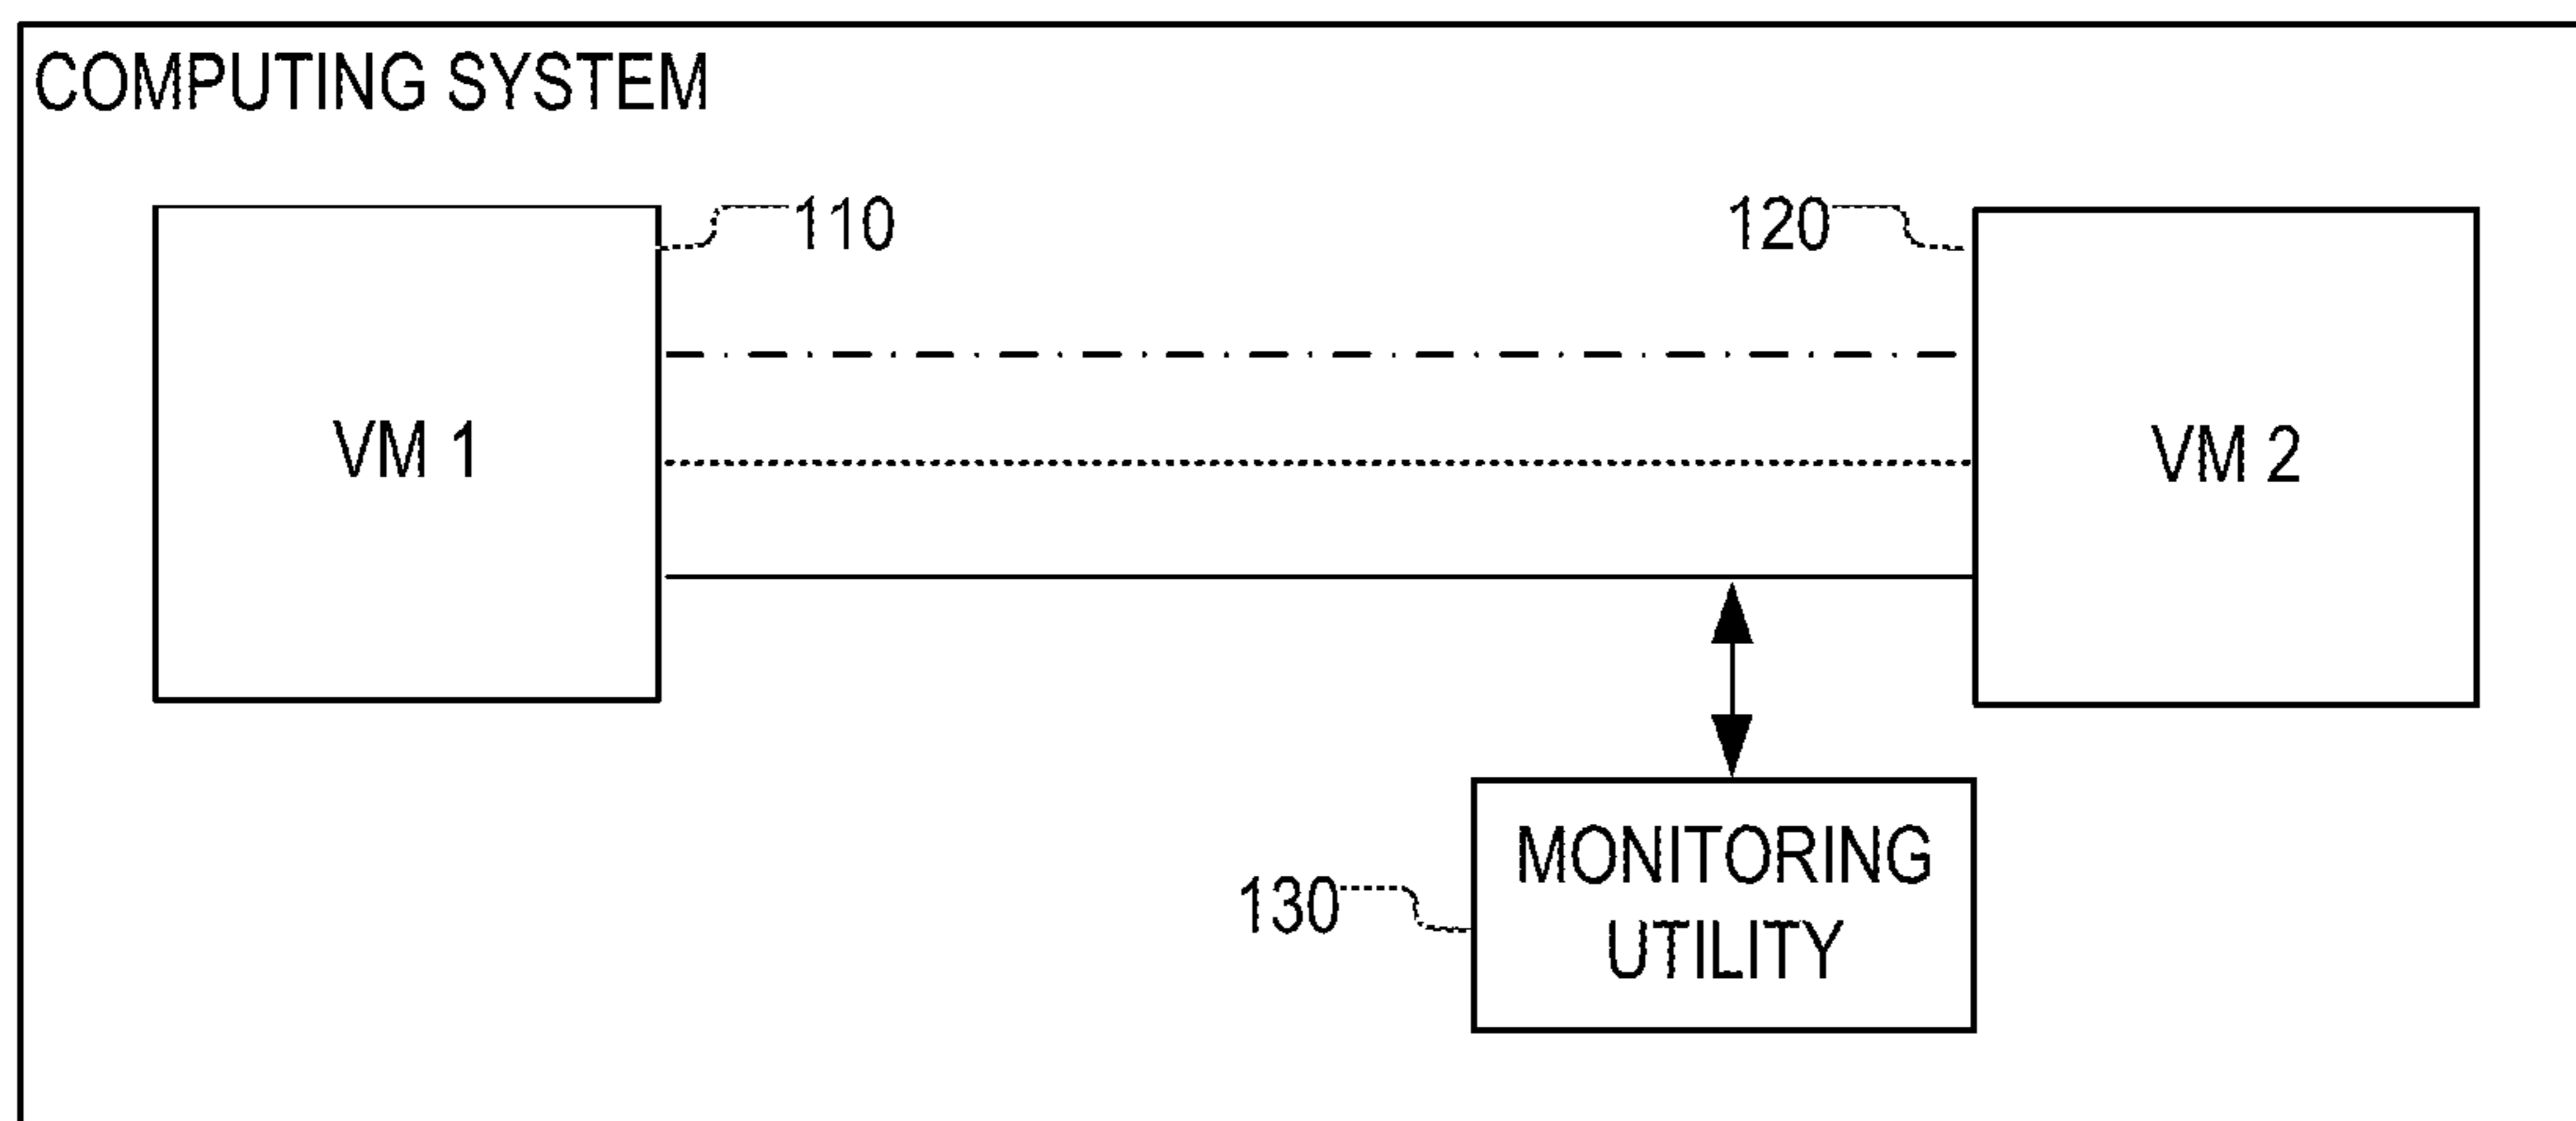 COMPUTING SYSTEM
110
120
VM 1
VM 2
130
MONITORING
UTILITY